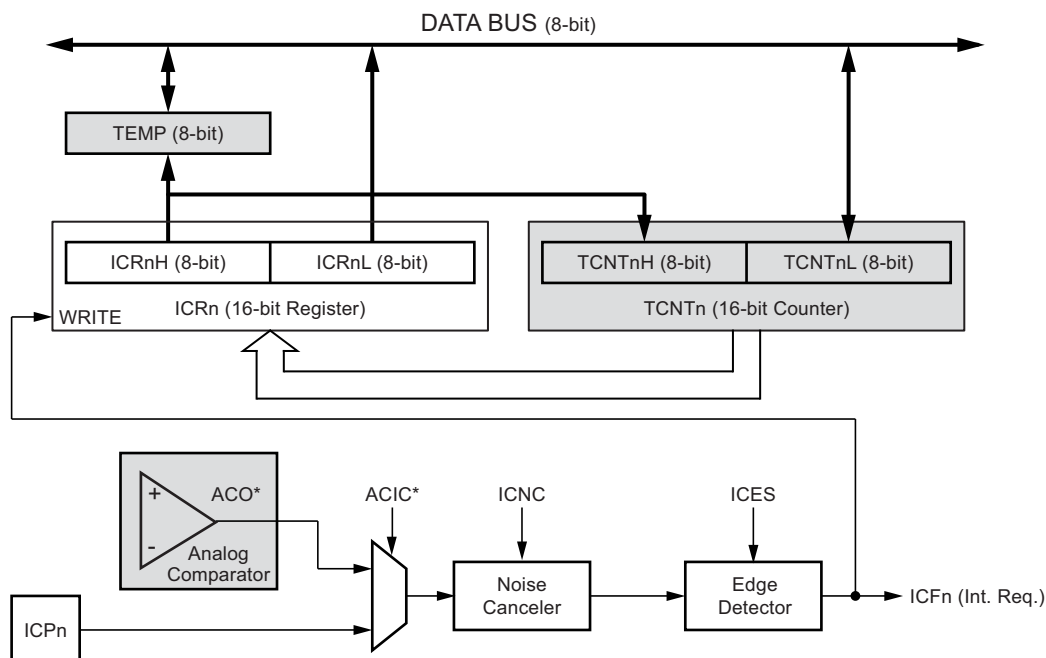 DATA BUS (8-bit)
TEMP (8-bit)
ICRnH (8-bit)
ICRnL (8-bit)
TCNTnH (8-bit)
TCNTnL (8-bit)
WRITE
ICRn (16-bit Register)
TCNTn (16-bit Counter)
+
-
ACO*
Analog
Comparator
ACIC*
ICNC
ICES
Noise
Canceler
Edge
Detector
ICFn (Int. Req.)
ICPn